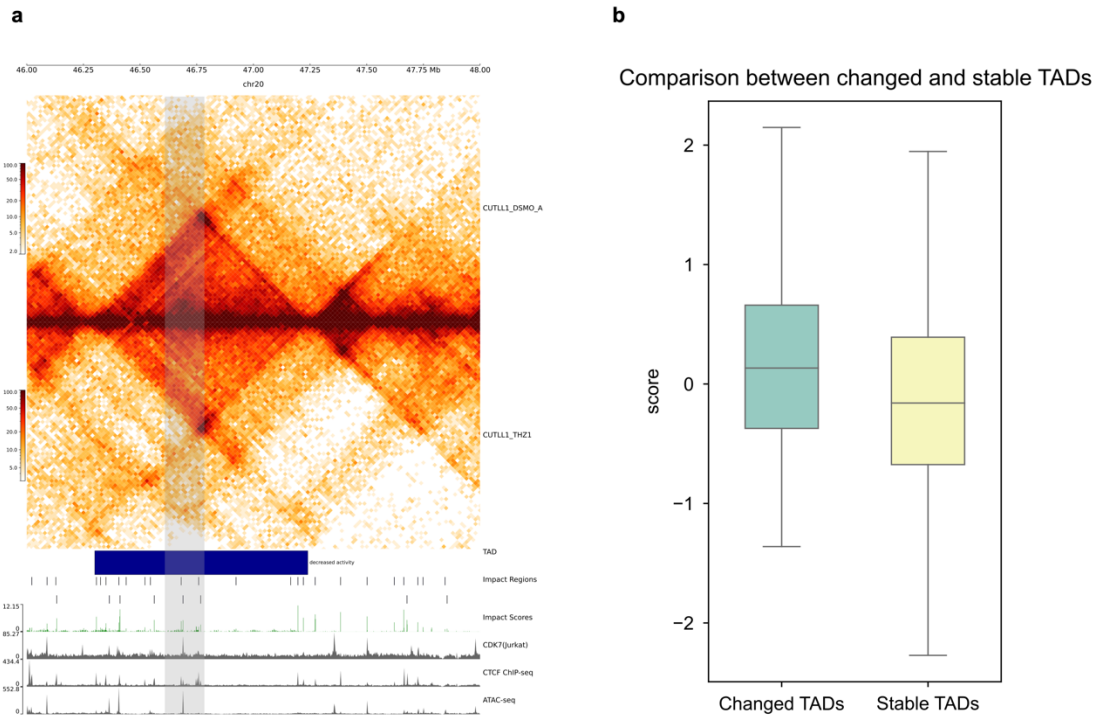 a
46.00 46.25 46.50 46.75 47.00 47.25 47.50 47.75 Mb 48.00
chr20
100.0
50.0
20.0
10.0
5.0
2.0
CUTLL1_DSMO_A
100.0
50.0
20.0
10.0
5.0
CUTLL1_THZ1
TAD
decreased activity
Impact Regions
12.15
Impact Scores
0
85.27
CDK7(Jurkat)
0
434.4
CTCF ChIP-seq
0
552.8
ATAC-seq
0
b
Comparison between changed and stable TADs
score
2
1
0
−1
−2
Changed TADs
Stable TADs